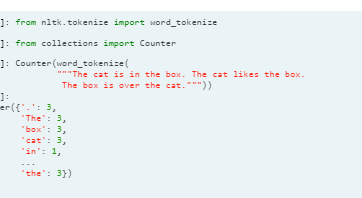 ]: from nltk.tokenize import word_tokenize
]: from collections import Counter
]: Counter(word_tokenize(
"""The cat is in the box. The cat likes the box.
The box is over the cat."""))
]:
er({'.': 3,
'The': 3,
'box': 3,
'cat': 3,
'in': 1,
...
'the': 3})